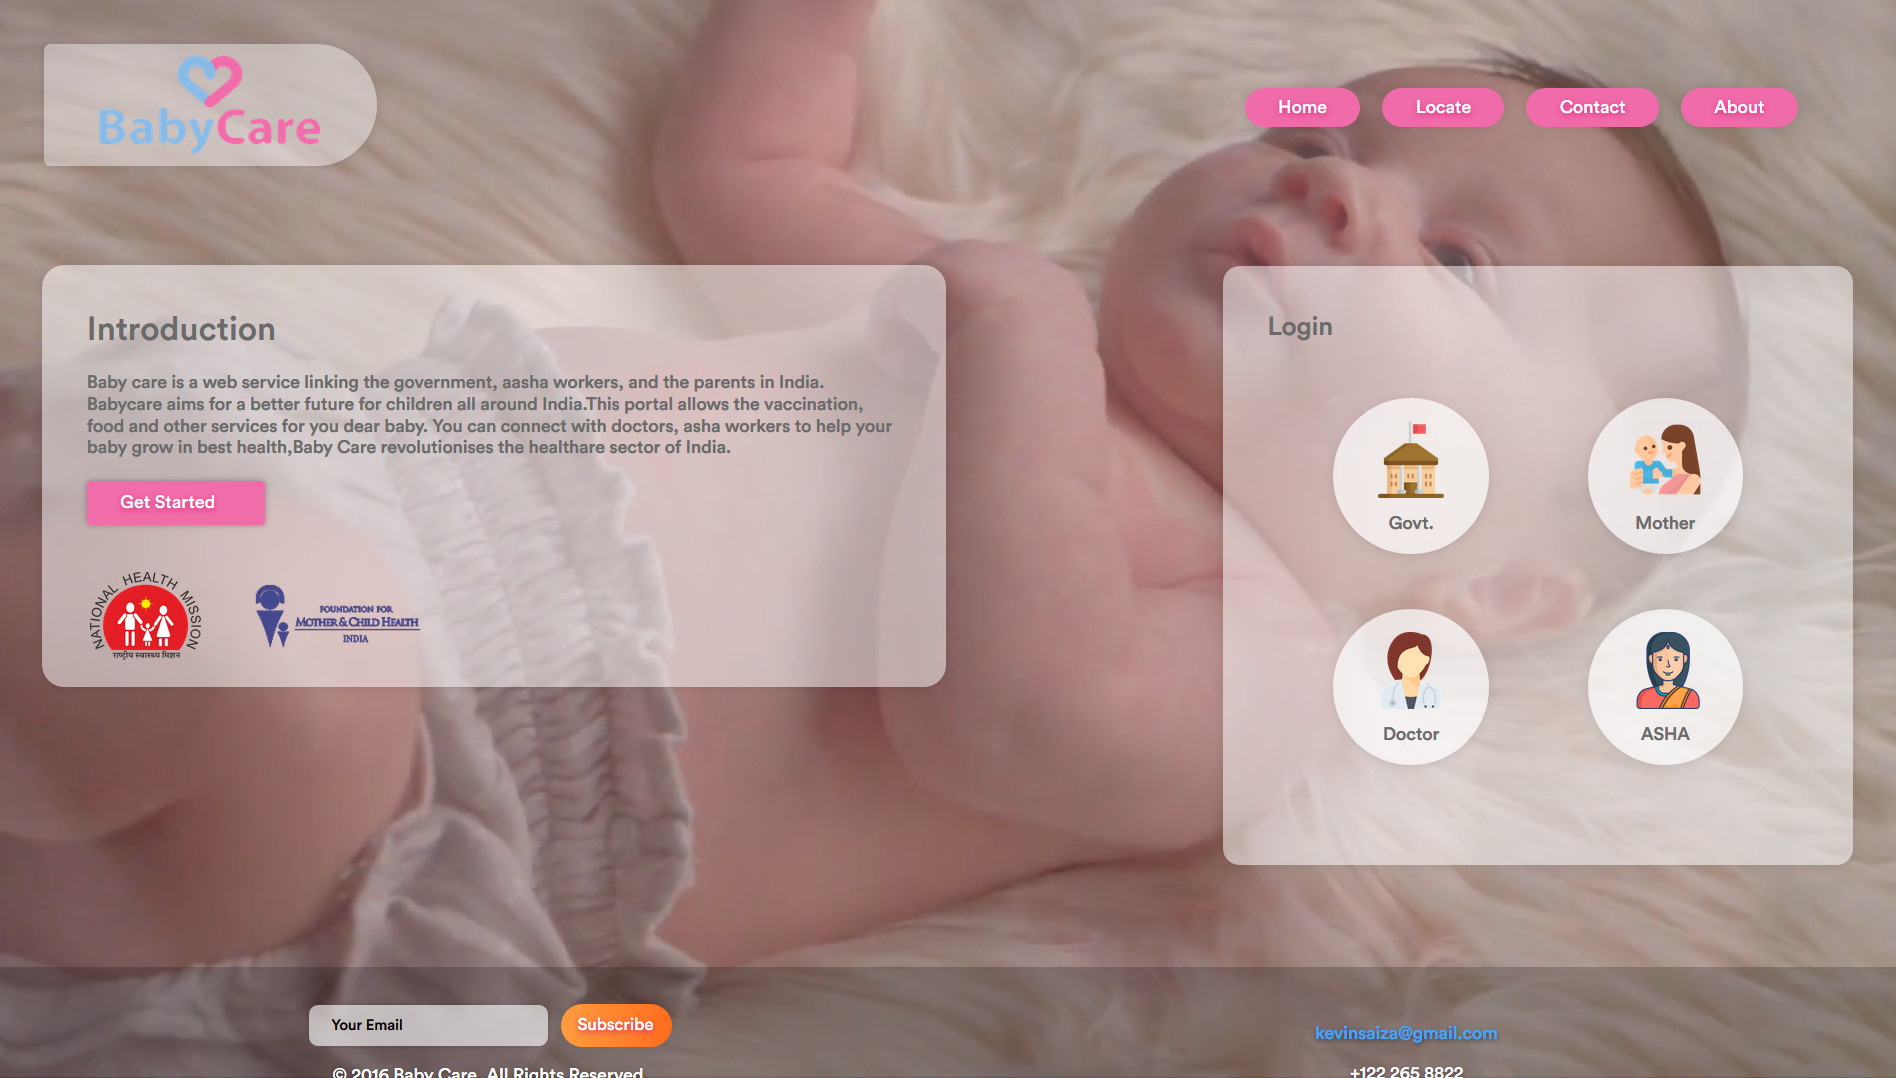 BabyCare
Home
Locate
Contact
About
Introduction
Baby care is a web service linking the government, aasha workers, and the parents in India.
Babycare aims for a better future for children all around India.This portal allows the vaccination,
food and other services for you dear baby. You can connect with doctors, asha workers to help your
baby grow in best health,Baby Care revolutionises the healthare sector of India.
Get Started
NATIONAL HEALTH MISSION
राष्ट्रीय स्वास्थ्य मिशन
FOUNDATION FOR
MOTHER & CHILD HEALTH
INDIA
Login
Govt.
Mother
Doctor
ASHA
Your Email
Subscribe
© 2016 Baby Care. All Rights Reserved
kevinsaiza@gmail.com
+122 265 8822